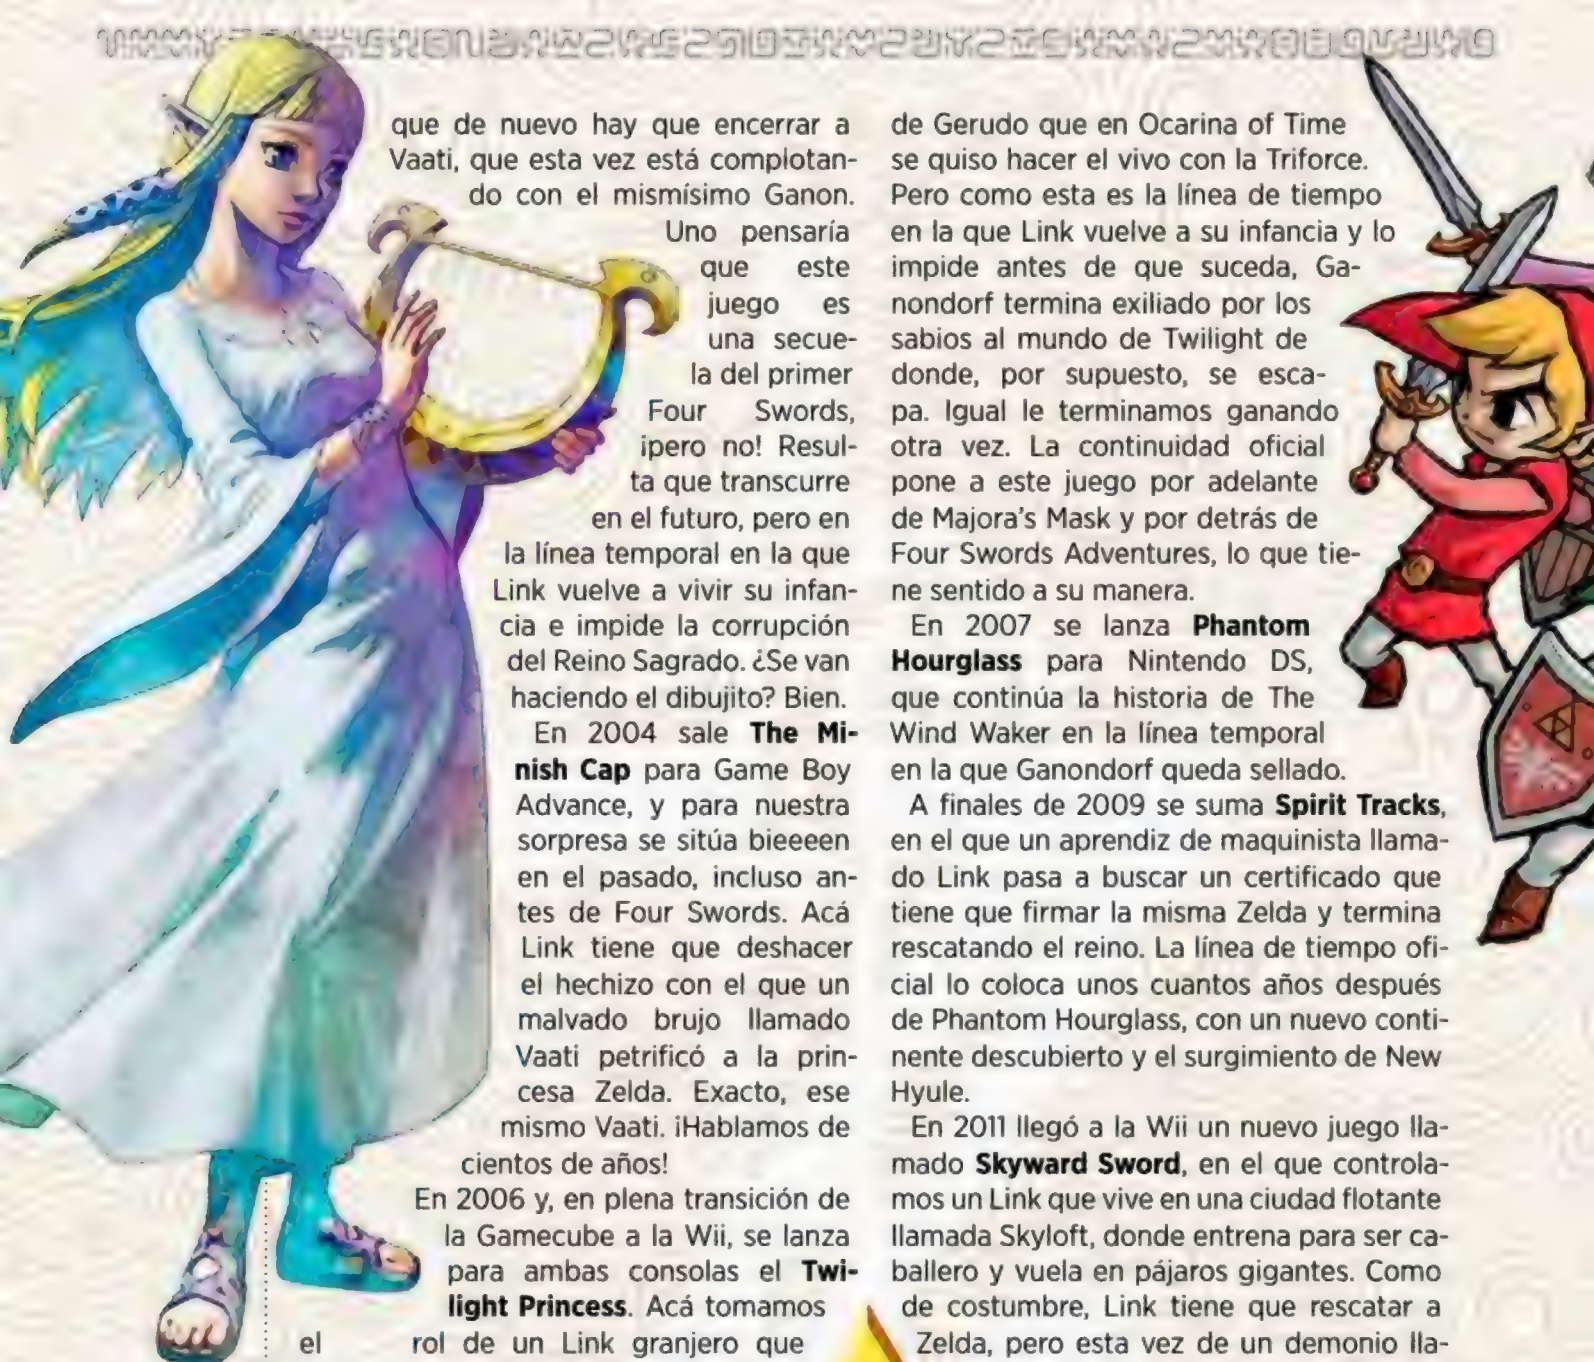 que de nuevo hay que encerrar a
Vaati, que esta vez está complotan-
do con el mismísimo Ganon.
Uno pensaría
que este
juego es
una secue-
la del primer
Four Swords,
¡pero no! Resul-
ta que transcurre
en el futuro, pero en
la línea temporal en la que
Link vuelve a vivir su infan-
cia e impide la corrupción
del Reino Sagrado. ¿Se van
haciendo el dibujito? Bien.
En 2004 sale The Mi-
nish Cap para Game Boy
Advance, y para nuestra
sorpresa se sitúa bieeeen
en el pasado, incluso an-
tes de Four Swords. Acá
Link tiene que deshacer
el hechizo con el que un
malvado brujo llamado
Vaati petrificó a la prin-
cesa Zelda. Exacto, ese
mismo Vaati. ¡Hablamos de
cientos de años!
En 2006 y, en plena transición de
la Gamecube a la Wii, se lanza
para ambas consolas el Twi-
light Princess. Acá tomamos
el rol de un Link granjero que
de Gerudo que en Ocarina of Time
se quiso hacer el vivo con la Triforce.
Pero como esta es la línea de tiempo
en la que Link vuelve a su infancia y lo
impide antes de que suceda, Ga-
nondorf termina exiliado por los
sabios al mundo de Twilight de
donde, por supuesto, se esca-
pa. Igual le terminamos ganando
otra vez. La continuidad oficial
pone a este juego por adelante
de Majora's Mask y por detrás de
Four Swords Adventures, lo que tie-
ne sentido a su manera.
En 2007 se lanza Phantom
Hourglass para Nintendo DS,
que continúa la historia de The
Wind Waker en la línea temporal
en la que Ganondorf queda sellado.
A finales de 2009 se suma Spirit Tracks,
en el que un aprendiz de maquinista llama-
do Link pasa a buscar un certificado que
tiene que firmar la misma Zelda y termina
rescatando el reino. La línea de tiempo ofi-
cial lo coloca unos cuantos años después
de Phantom Hourglass, con un nuevo conti-
nente descubierto y el surgimiento de New
Hyule.
En 2011 llegó a la Wii un nuevo juego lla-
mado Skyward Sword, en el que controla-
mos un Link que vive en una ciudad flotante
llamada Skyloft, donde entrena para ser ca-
ballero y vuela en pájaros gigantes. Como
de costumbre, Link tiene que rescatar a
Zelda, pero esta vez de un demonio lla-